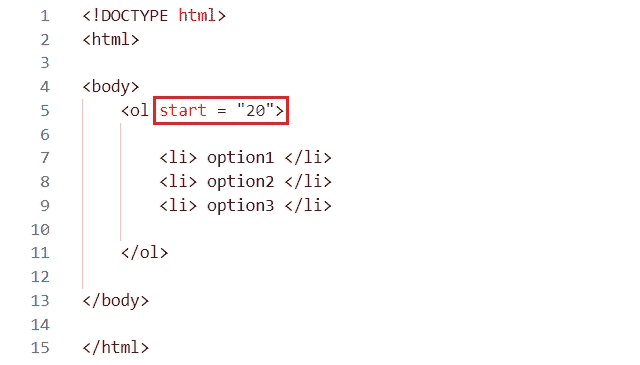 1 <!DOCTYPE html>
2 <html>
3
4 <body>
5 <ol start = "20">
6
7 <li> option1 </li>
8 <li> option2 </li>
9 <li> option3 </li>
10
11 </ol>
12
13 </body>
14
15 </html>